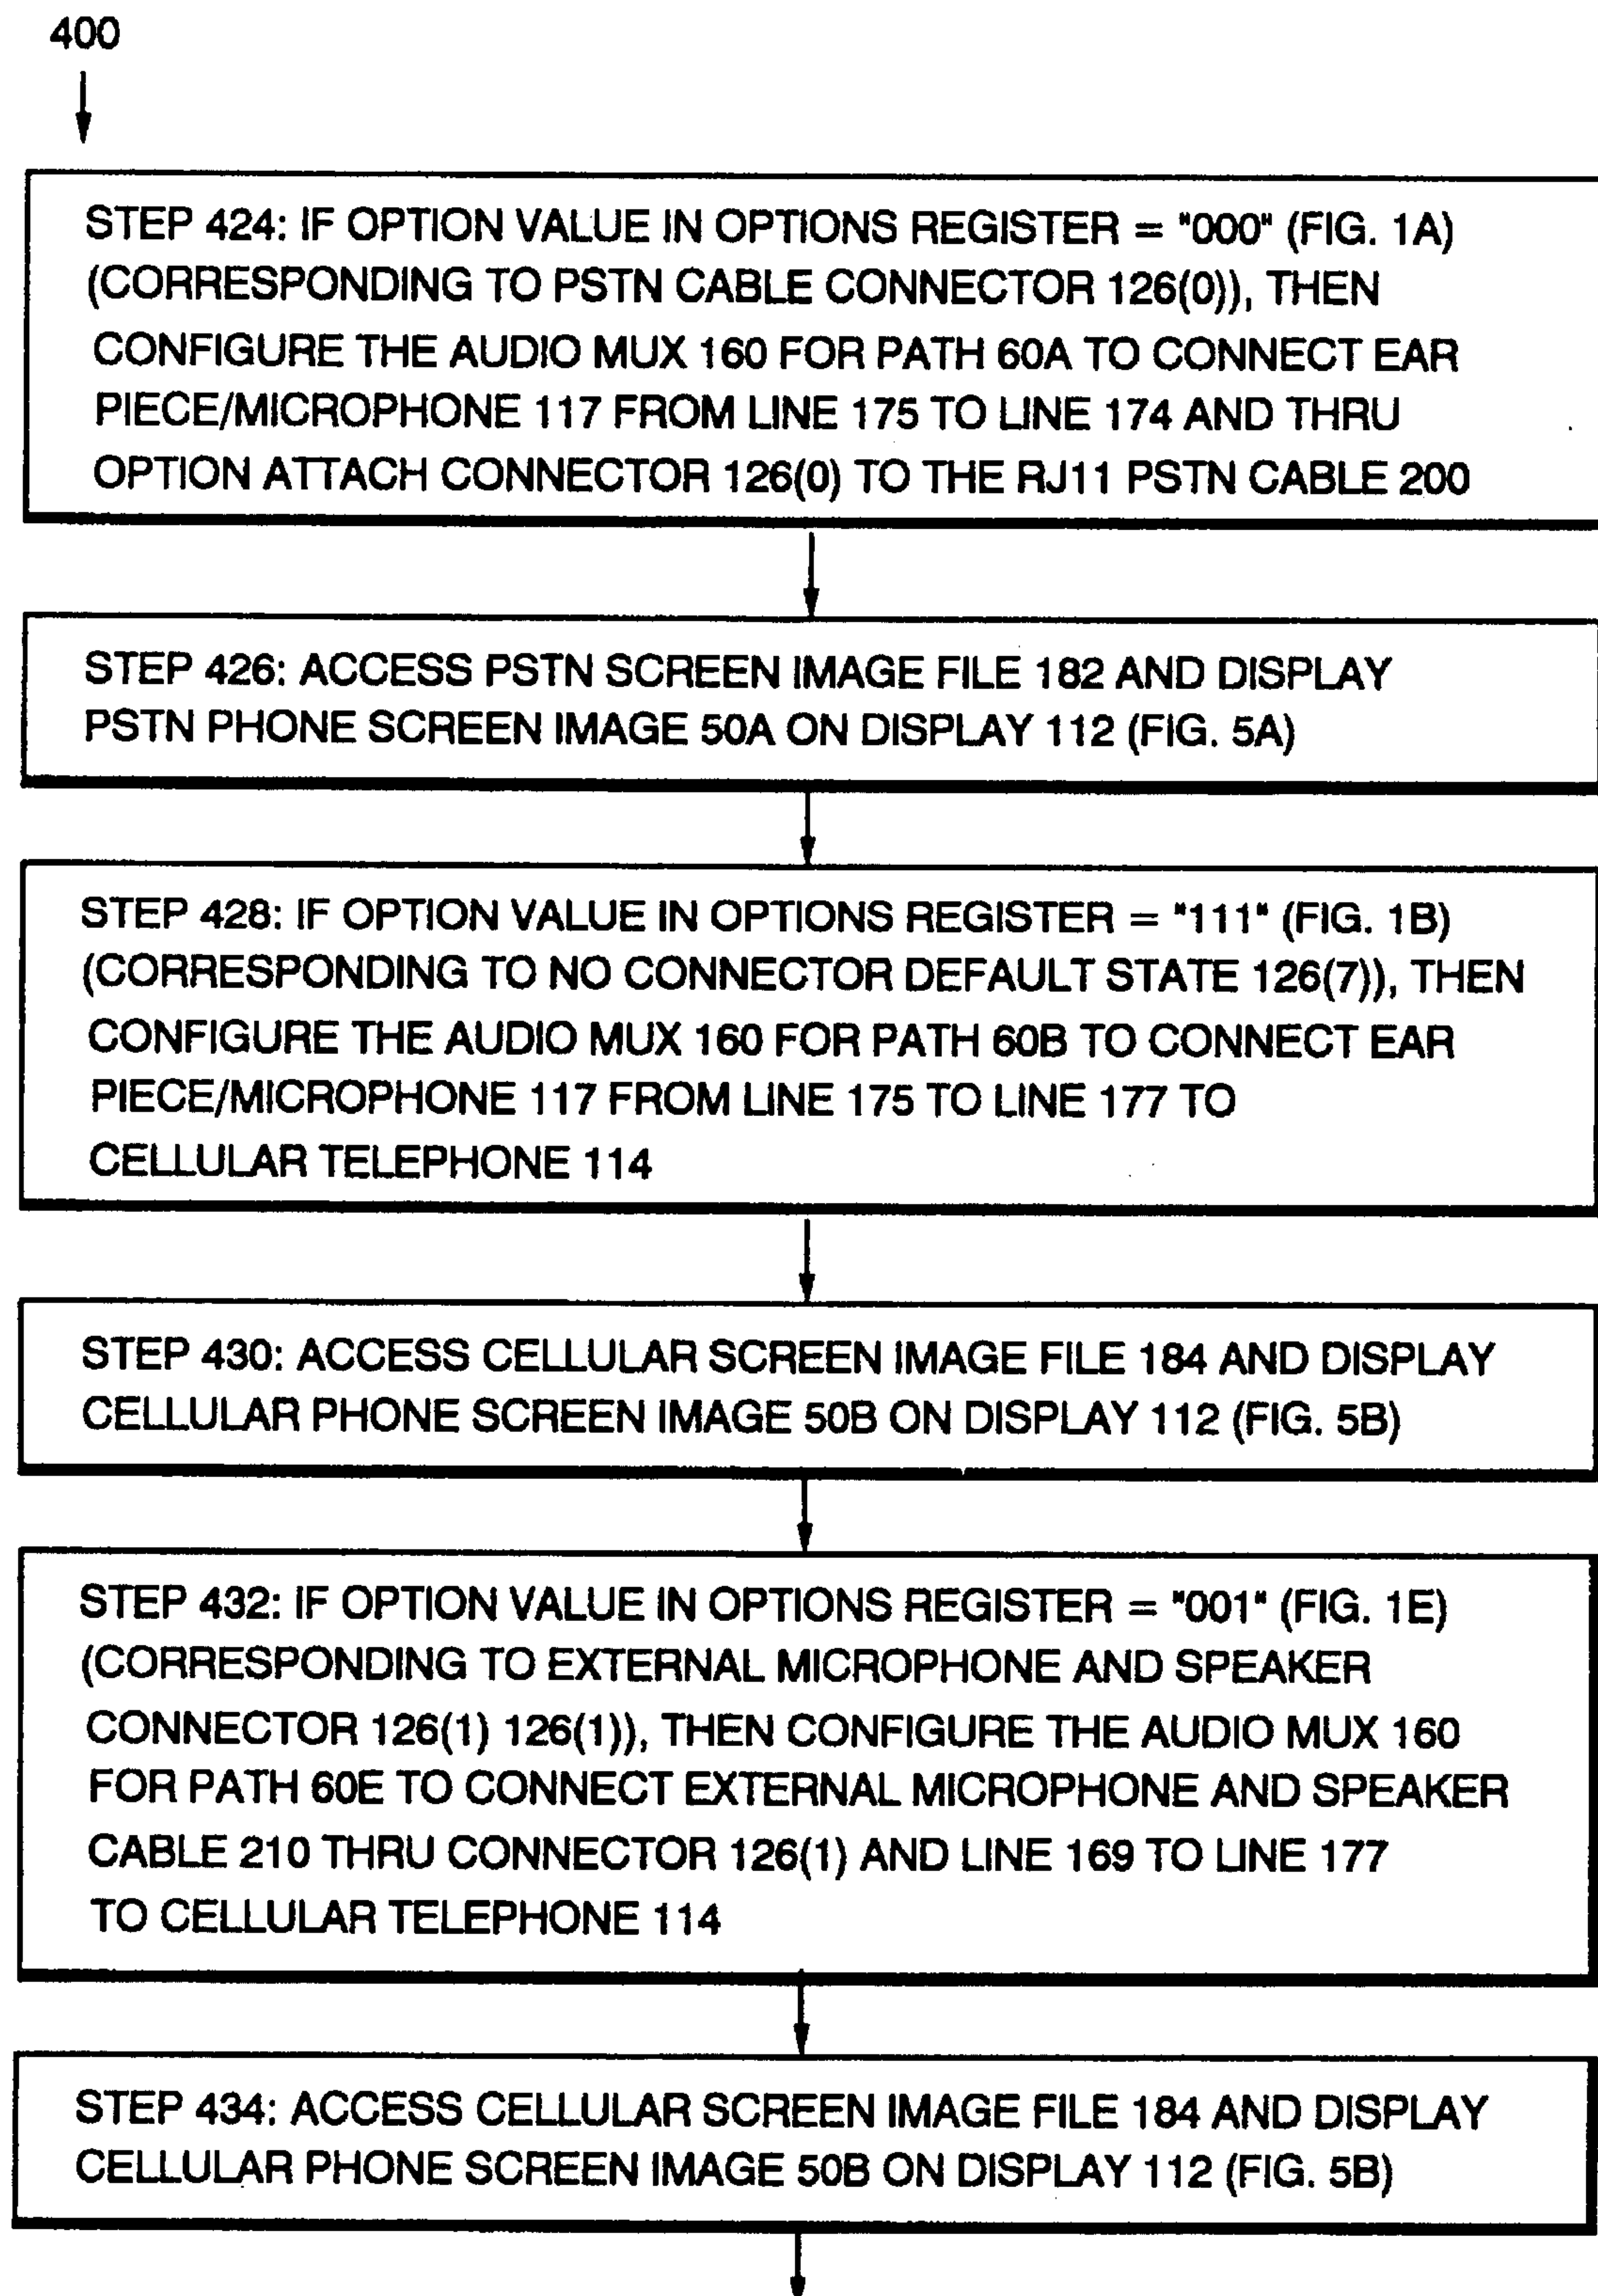 400
STEP 424: IF OPTION VALUE IN OPTIONS REGISTER = "000" (FIG. 1A)
(CORRESPONDING TO PSTN CABLE CONNECTOR 126(0)), THEN
CONFIGURE THE AUDIO MUX 160 FOR PATH 60A TO CONNECT EAR
PIECE/MICROPHONE 117 FROM LINE 175 TO LINE 174 AND THRU
OPTION ATTACH CONNECTOR 126(0) TO THE RJ11 PSTN CABLE 200
STEP 426: ACCESS PSTN SCREEN IMAGE FILE 182 AND DISPLAY
PSTN PHONE SCREEN IMAGE 50A ON DISPLAY 112 (FIG. 5A)
STEP 428: IF OPTION VALUE IN OPTIONS REGISTER = "111" (FIG. 1B)
(CORRESPONDING TO NO CONNECTOR DEFAULT STATE 126(7)), THEN
CONFIGURE THE AUDIO MUX 160 FOR PATH 60B TO CONNECT EAR
PIECE/MICROPHONE 117 FROM LINE 175 TO LINE 177 TO
CELLULAR TELEPHONE 114
STEP 430: ACCESS CELLULAR SCREEN IMAGE FILE 184 AND DISPLAY
CELLULAR PHONE SCREEN IMAGE 50B ON DISPLAY 112 (FIG. 5B)
STEP 432: IF OPTION VALUE IN OPTIONS REGISTER = "001" (FIG. 1E)
(CORRESPONDING TO EXTERNAL MICROPHONE AND SPEAKER
CONNECTOR 126(1) 126(1)), THEN CONFIGURE THE AUDIO MUX 160
FOR PATH 60E TO CONNECT EXTERNAL MICROPHONE AND SPEAKER
CABLE 210 THRU CONNECTOR 126(1) AND LINE 169 TO LINE 177
TO CELLULAR TELEPHONE 114
STEP 434: ACCESS CELLULAR SCREEN IMAGE FILE 184 AND DISPLAY
CELLULAR PHONE SCREEN IMAGE 50B ON DISPLAY 112 (FIG. 5B)